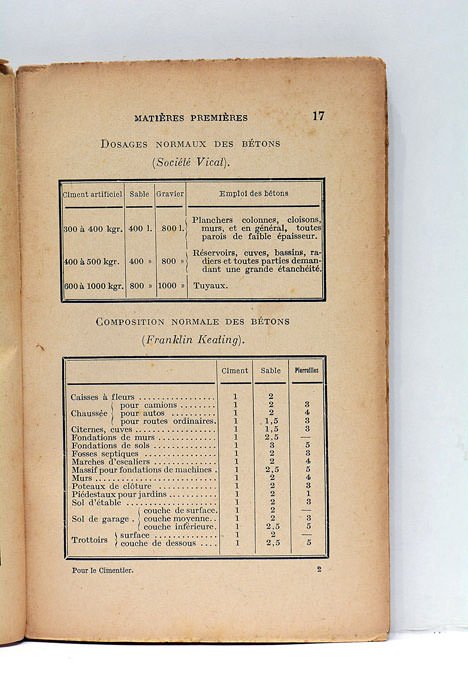 MATIÈRES PREMIÈRES 17
DOSAGES NORMAUX DES BÉTONS
(Société Vical).
Ciment artificiel Sable Gravier Emploi des bétons
300 à 400 kgr. 400 l. 800 l. Planchers colonnes, cloisons,
murs, et en général, toutes
parois de faible épaisseur.
400 à 500 kgr. 400 » 800 » Réservoirs, cuves, bassins, ra-
diers et toutes parties deman-
dant une grande étanchéité.
600 à 1000 kgr. 800 » 1000 » Tuyaux.
COMPOSITION NORMALE DES BÉTONS
(Franklin Keating).
Ciment Sable Pierrailles
Caisses à fleurs .................. 1 2
Chaussée { pour camions ........ 1 2 3
pour autos .......... 1 2 4
pour routes ordinaires. 1 1,5 3
Citernes, cuves ................... 1 1,5 3
Fondations de murs ............. 1 2,5 —
Fondations de sols .............. 1 3 5
Fosses septiques ................ 1 2 3
Marches d'escaliers .............. 1 2 4
Massif pour fondations de machines . 1 2,5 5
Murs ............................ 1 2 4
Poteaux de clôture .............. 1 2 3
Piédestaux pour jardins .......... 1 2 1
Sol d'étable ..................... 1 2 3
Sol de garage . { couche de surface. 1 2 —
couche moyenne.. 1 2 3
couche inférieure. 1 2,5 5
Trottoirs { surface ............... 1 2 —
couche de dessous .... 1 2,5 5
Pour le Cimentier. 2